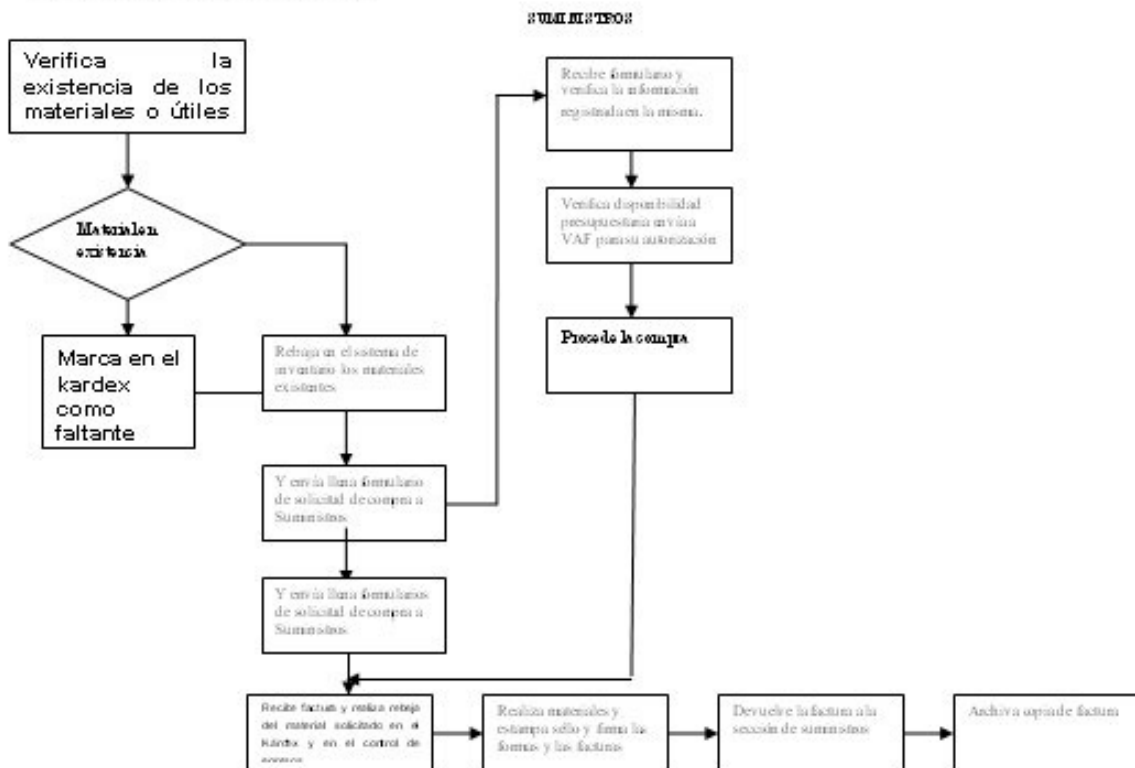 SUMINISTROS
Verifica la
existencia de los
materiales o útiles
Material en
existencia
Marca en el
kardex
como
faltante
Rebaja en el sistema de
inventario los materiales
existentes
Y envía llena formulario
de solicitud de compra a
Suministros
Y envía llena formularios
de solicitud de compra a
Suministros
Recibe formulario y
verifica la información
registrada en la misma.
Verifica disponibilidad
presupuestaria envía a
VAF para su autorización
Procede la compra
Recibe factura y realiza rebaja
del material solicitado en el
Kárdex y en el control de
Realiza materiales y
estampa sello y firma las
formas y las facturas
Devuelve la factura a la
sección de suministros
Archiva copia de factura